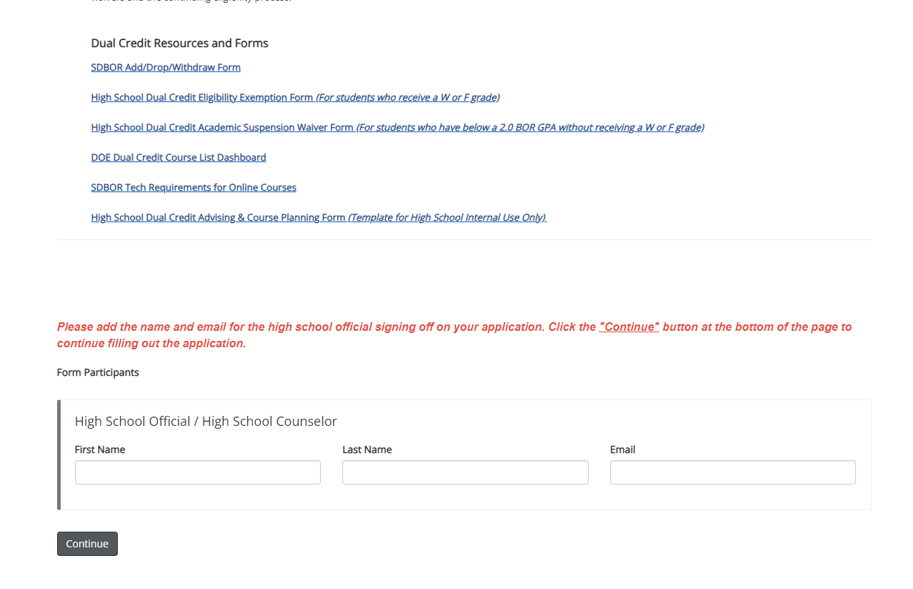 Dual Credit Resources and Forms
SDBOR Add/Drop/Withdraw Form
High School Dual Credit Eligibility Exemption Form (For students who receive a W or F grade)
High School Dual Credit Academic Suspension Waiver Form (For students who have below a 2.0 BOR GPA without receiving a W or F grade)
DOE Dual Credit Course List Dashboard
SDBOR Tech Requirements for Online Courses
High School Dual Credit Advising & Course Planning Form (Template for High School Internal Use Only)
Please add the name and email for the high school official signing off on your application. Click the "Continue" button at the bottom of the page to
continue filling out the application.
Form Participants
High School Official / High School Counselor
First Name
Last Name
Email
Continue